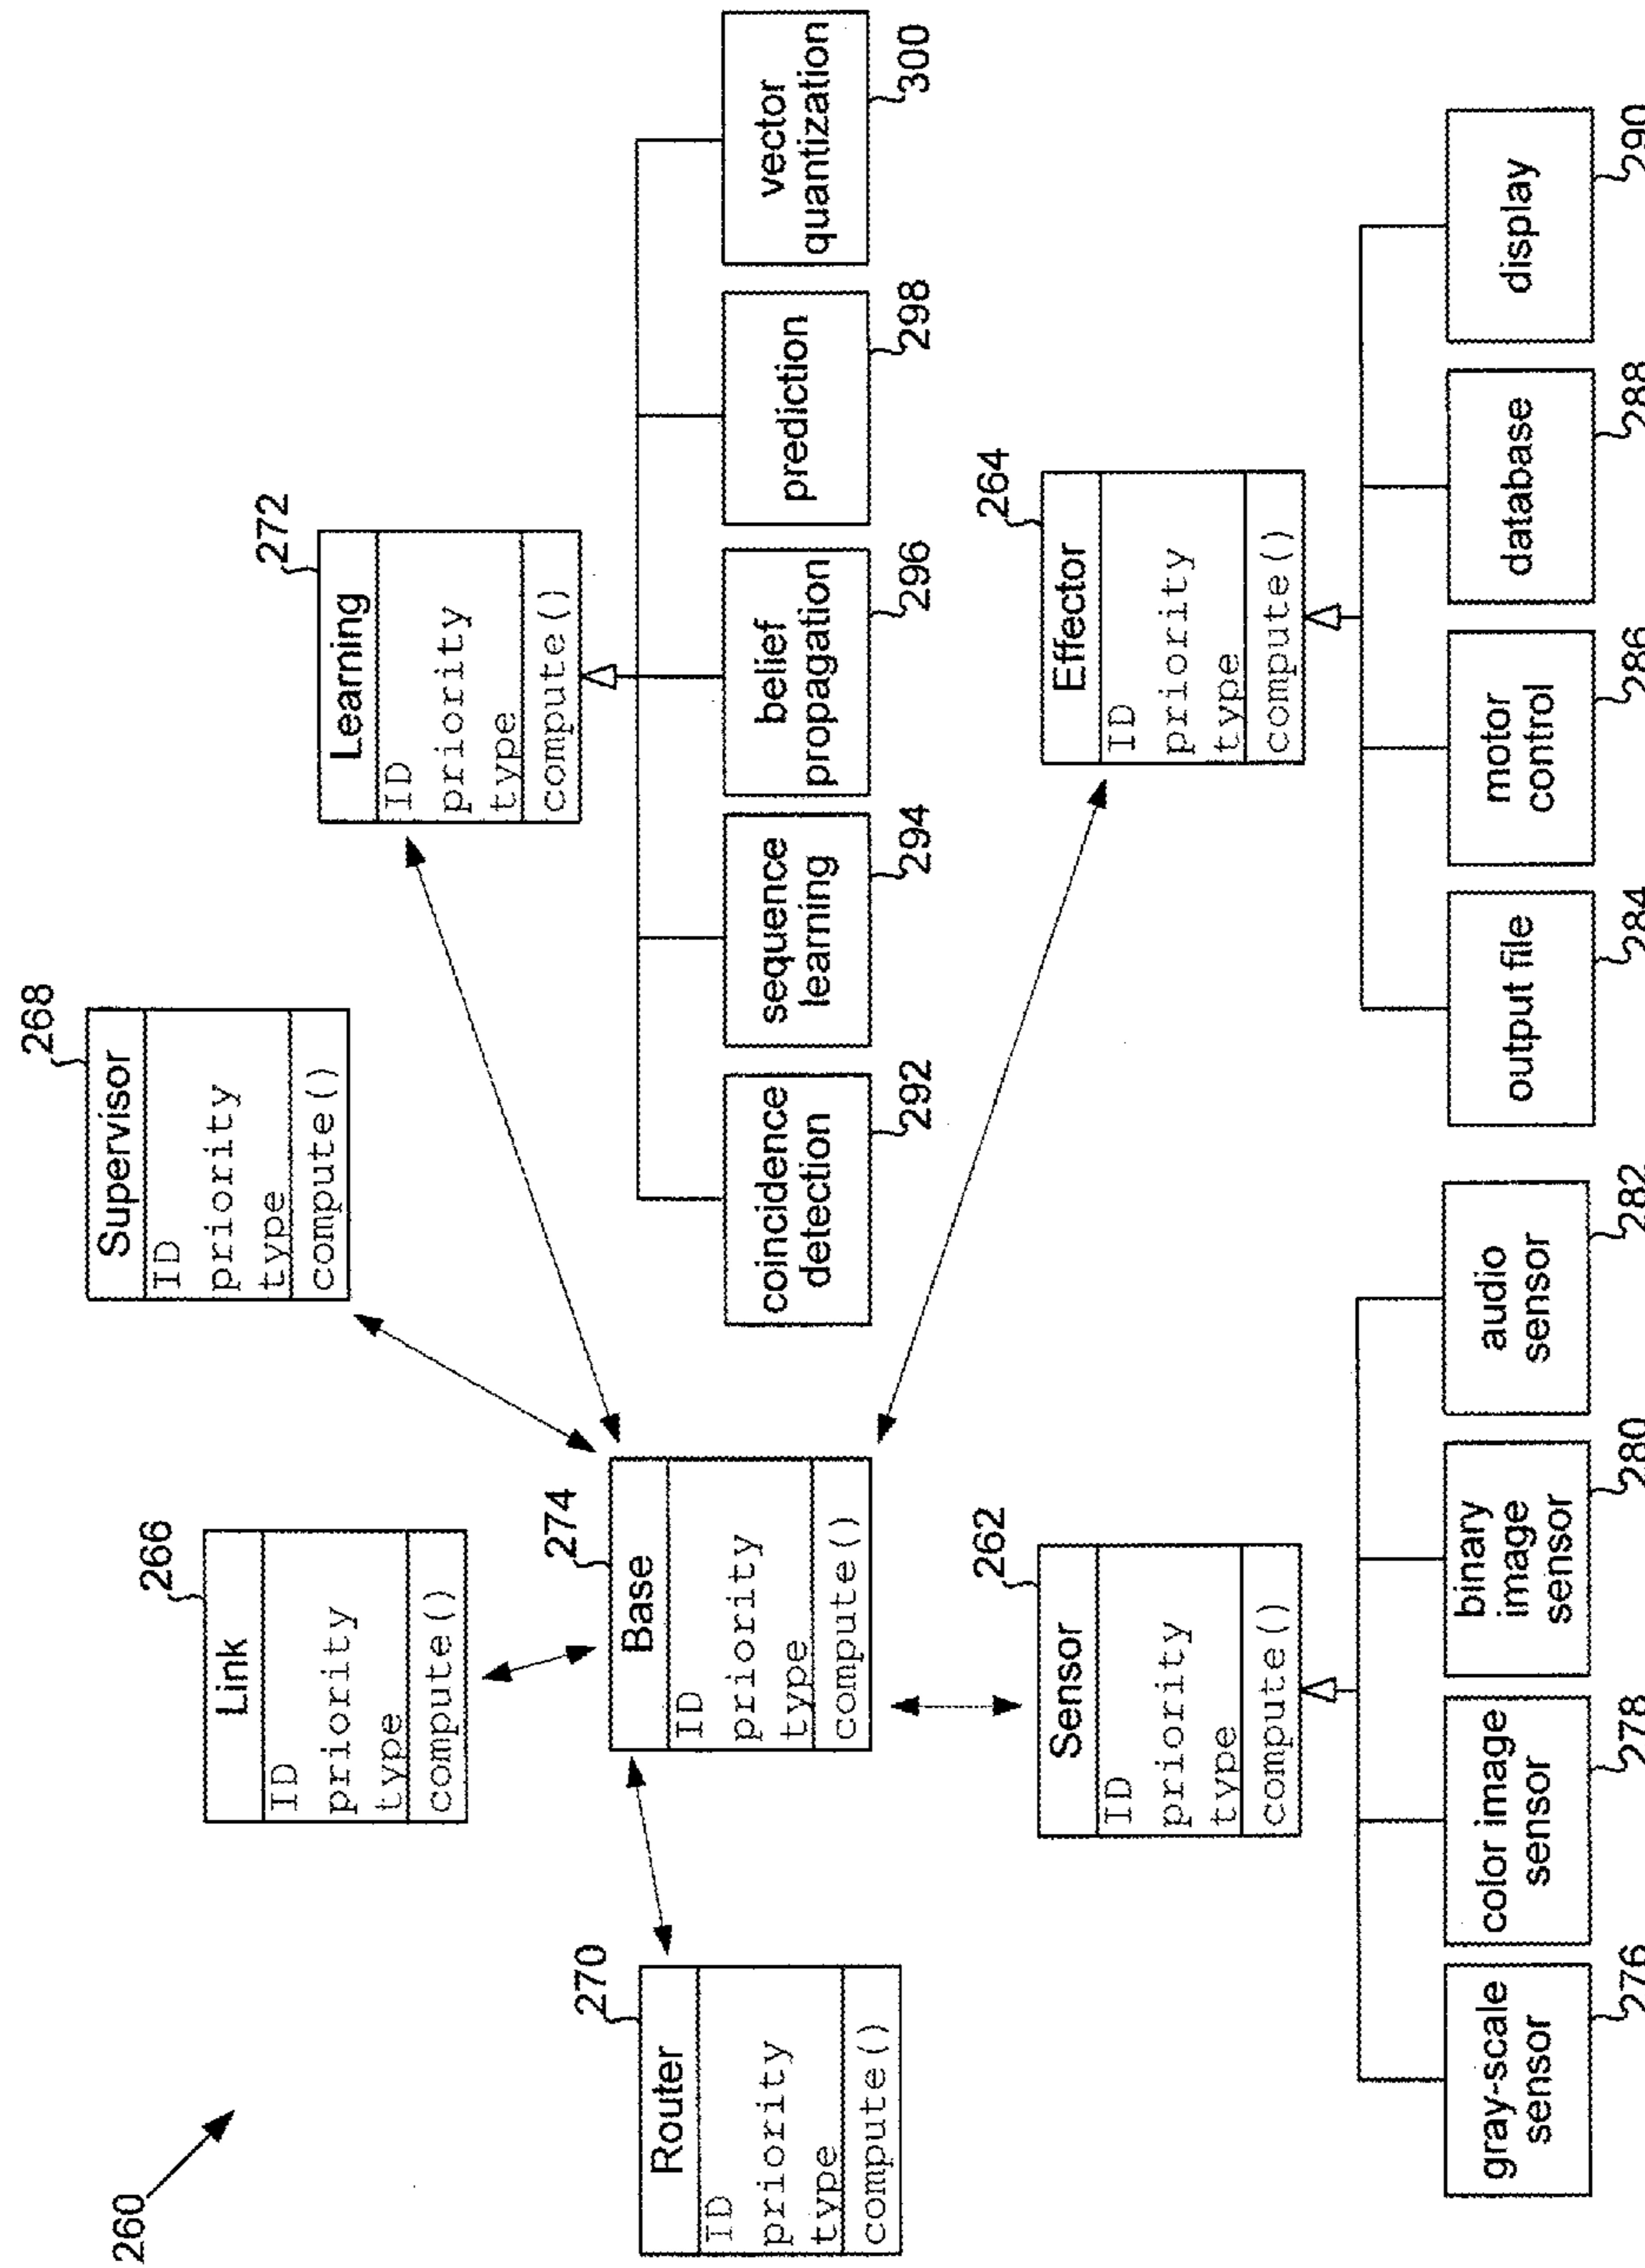 260
268
Supervisor
ID
priority
type
compute()
266
Link
ID
priority
type
compute()
272
Learning
ID
priority
type
compute()
270
Router
ID
priority
type
compute()
274
Base
ID
priority
type
compute()
coincidence
detection
292
sequence
learning
294
belief
propagation
296
prediction
298
vector
quantization
300
262
Sensor
ID
priority
type
compute()
264
Effector
ID
priority
type
compute()
gray-scale
sensor
276
color image
sensor
278
binary
image
sensor
280
audio
sensor
282
output file
284
motor
control
286
database
288
display
290